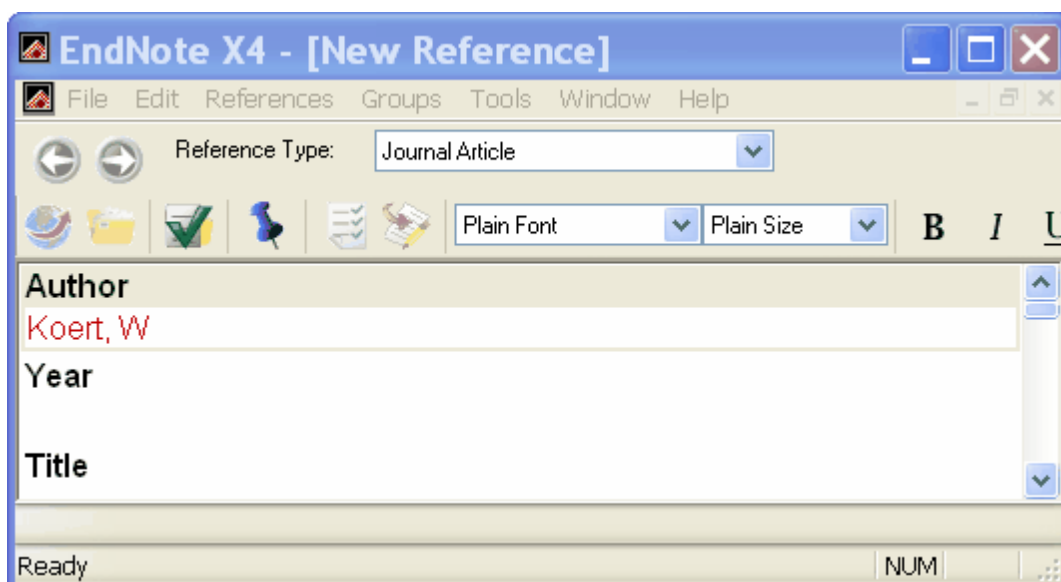 EndNote X4 - [New Reference]
File Edit References Groups Tools Window Help
Reference Type: Journal Article
Plain Font Plain Size B I U
Author
Koert, W
Year
Title
Ready NUM